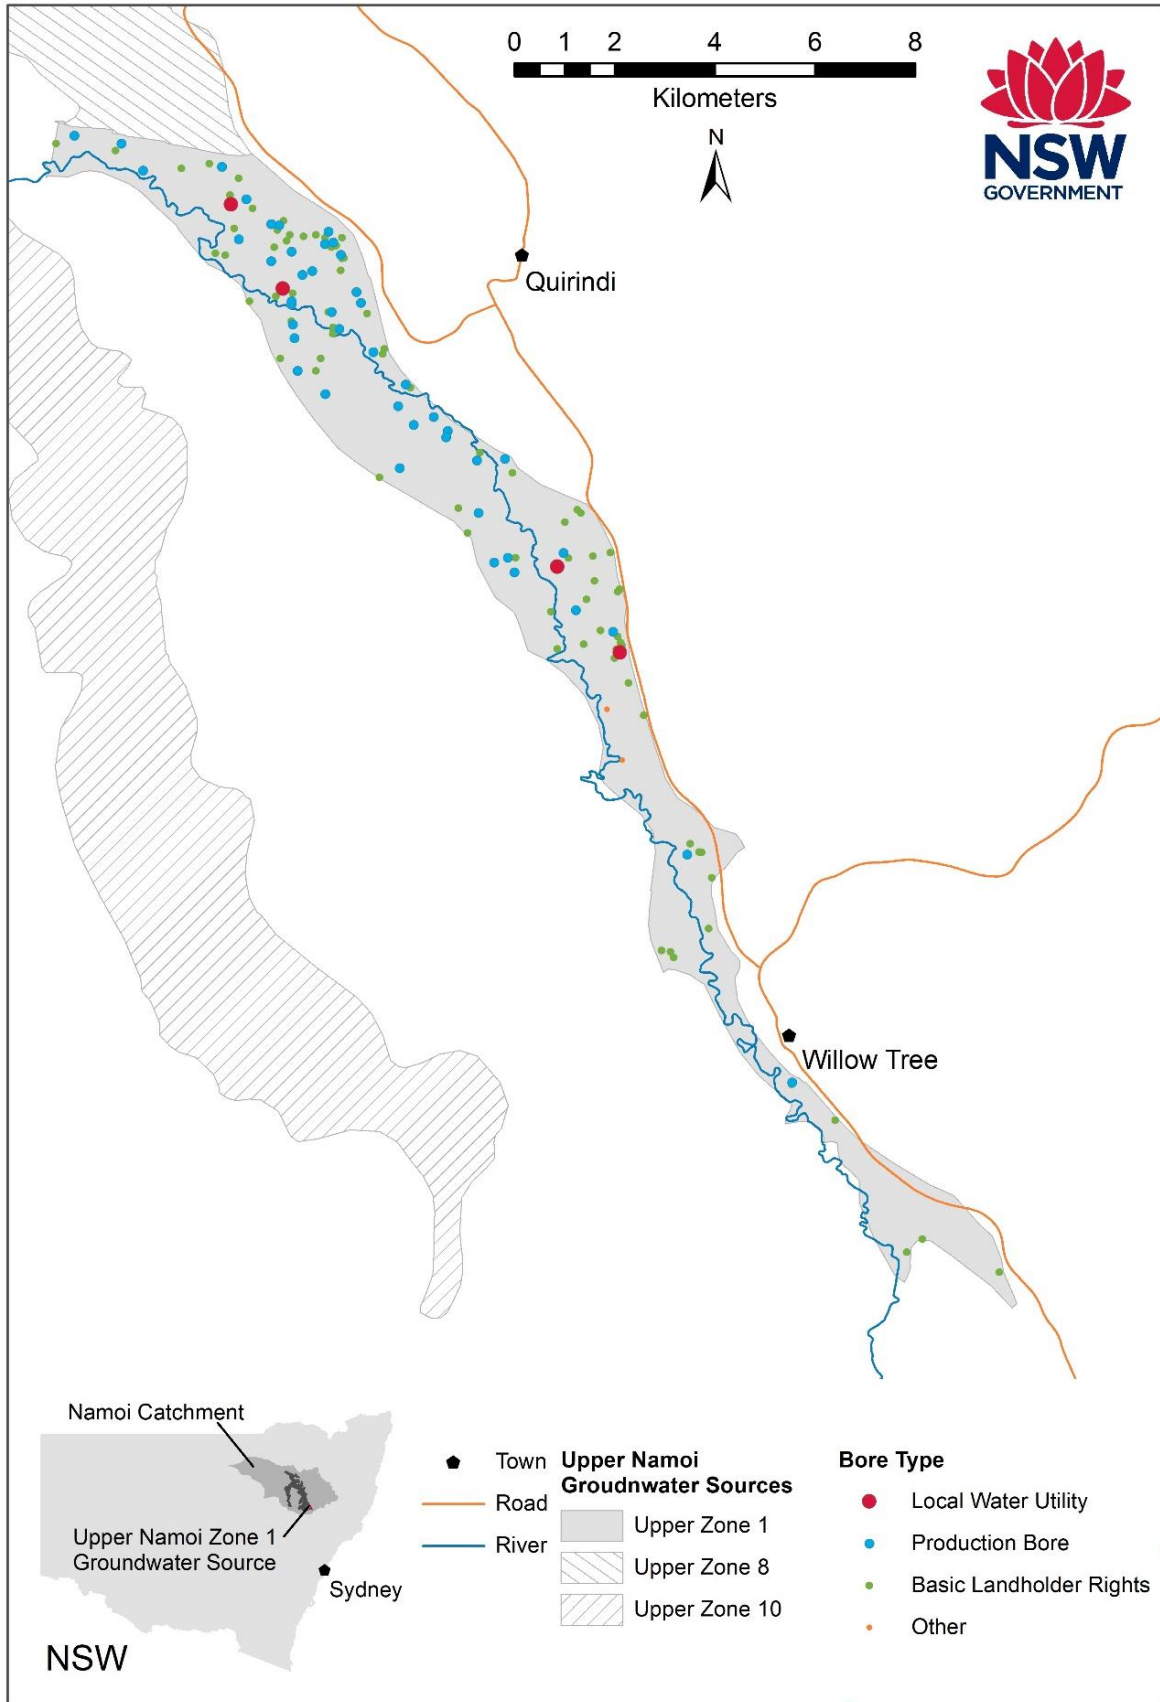 0 1 2 4 6 8
Kilometers
N
NSW
GOVERNMENT
Quirindi
Willow Tree
Namoi Catchment
Upper Namoi Zone 1
Groundwater Source
Sydney
NSW
Town
Road
River
Upper Namoi
Groudnwater Sources
Upper Zone 1
Upper Zone 8
Upper Zone 10
Bore Type
Local Water Utility
Production Bore
Basic Landholder Rights
Other